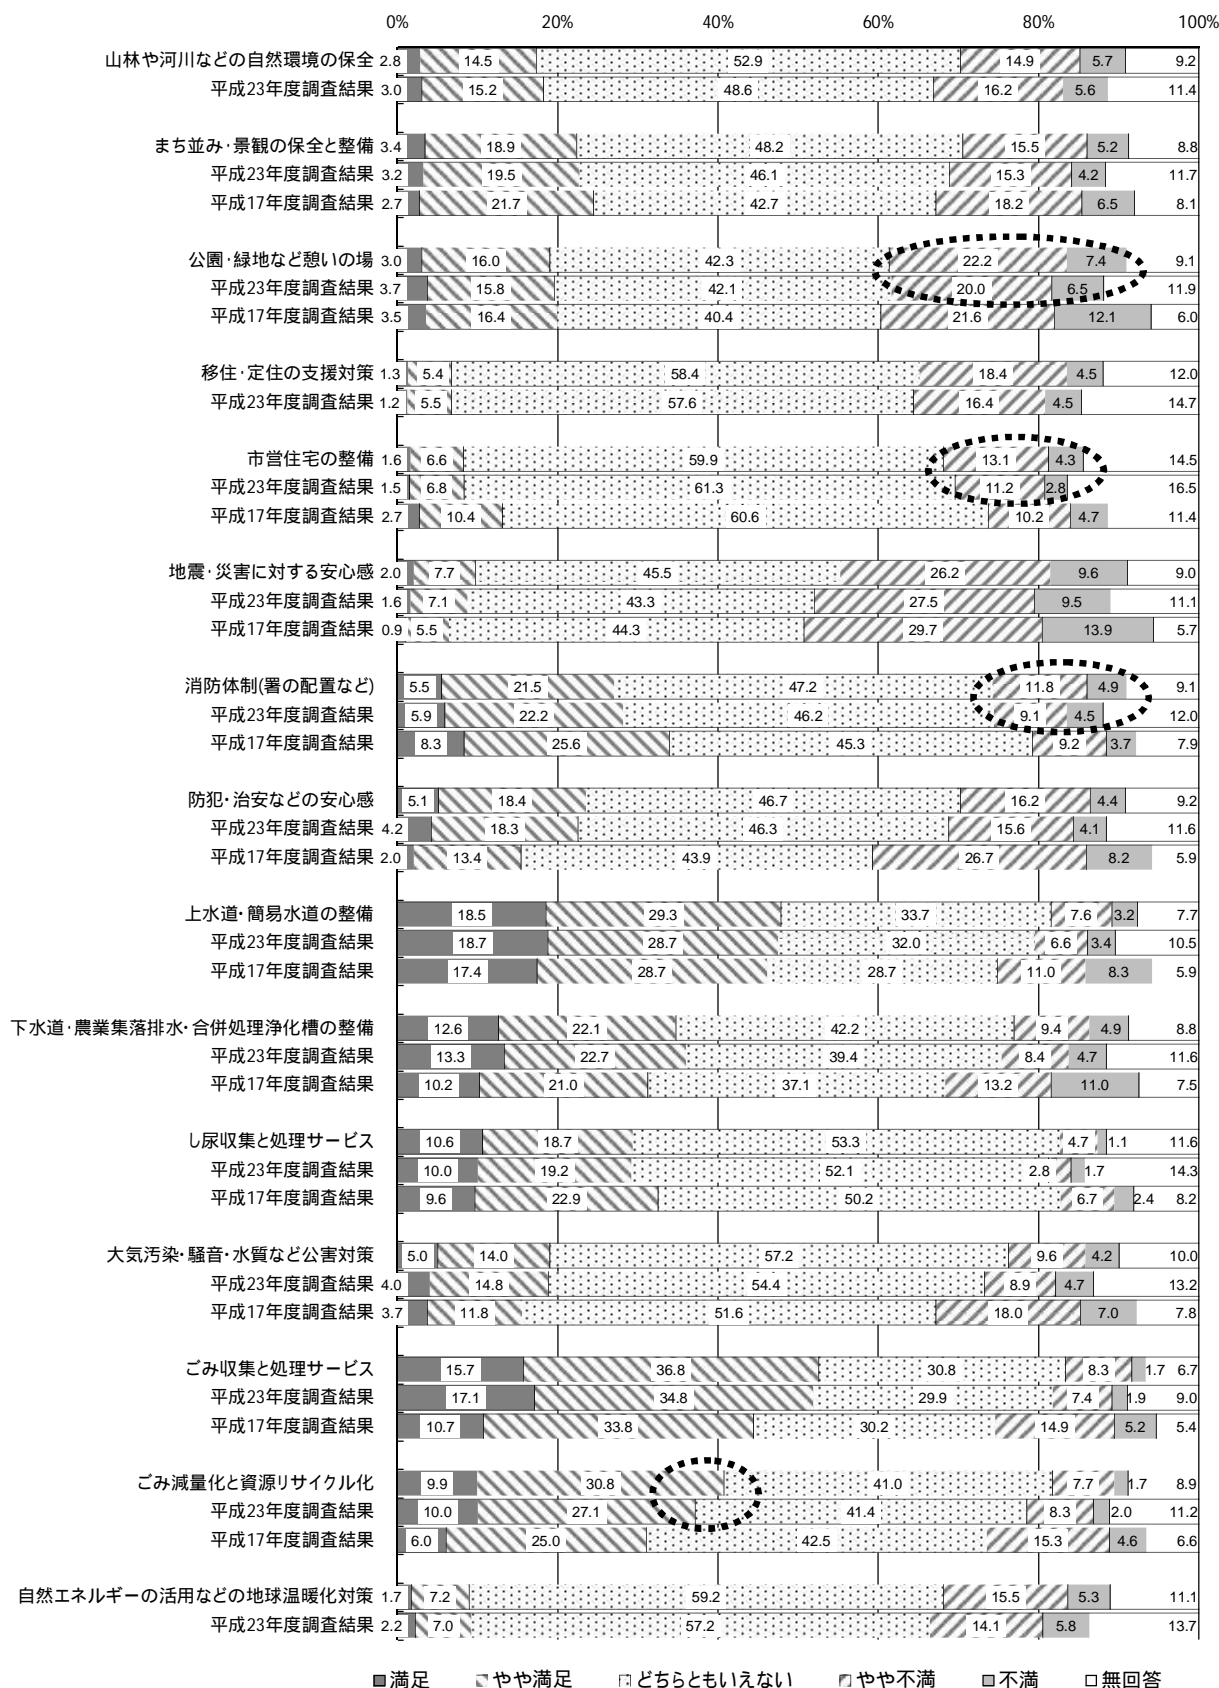 0% 20% 40% 60% 80% 100%
山林や河川などの自然環境の保全 2.8 14.5 52.9 14.9 5.7 9.2
平成23年度調査結果 3.0 15.2 48.6 16.2 5.6 11.4
まち並み・景観の保全と整備 3.4 18.9 48.2 15.5 5.2 8.8
平成23年度調査結果 3.2 19.5 46.1 15.3 4.2 11.7
平成17年度調査結果 2.7 21.7 42.7 18.2 6.5 8.1
公園・緑地など憩いの場 3.0 16.0 42.3 22.2 7.4 9.1
平成23年度調査結果 3.7 15.8 42.1 20.0 6.5 11.9
平成17年度調査結果 3.5 16.4 40.4 21.6 12.1 6.0
移住・定住の支援対策 1.3 5.4 58.4 18.4 4.5 12.0
平成23年度調査結果 1.2 5.5 57.6 16.4 4.5 14.7
市営住宅の整備 1.6 6.6 59.9 13.1 4.3 14.5
平成23年度調査結果 1.5 6.8 61.3 11.2 2.8 16.5
平成17年度調査結果 2.7 10.4 60.6 10.2 4.7 11.4
地震・災害に対する安心感 2.0 7.7 45.5 26.2 9.6 9.0
平成23年度調査結果 1.6 7.1 43.3 27.5 9.5 11.1
平成17年度調査結果 0.9 5.5 44.3 29.7 13.9 5.7
消防体制(署の配置など) 5.5 21.5 47.2 11.8 4.9 9.1
平成23年度調査結果 5.9 22.2 46.2 9.1 4.5 12.0
平成17年度調査結果 8.3 25.6 45.3 9.2 3.7 7.9
防犯・治安などの安心感 5.1 18.4 46.7 16.2 4.4 9.2
平成23年度調査結果 4.2 18.3 46.3 15.6 4.1 11.6
平成17年度調査結果 2.0 13.4 43.9 26.7 8.2 5.9
上水道・簡易水道の整備 18.5 29.3 33.7 7.6 3.2 7.7
平成23年度調査結果 18.7 28.7 32.0 6.6 3.4 10.5
平成17年度調査結果 17.4 28.7 28.7 11.0 8.3 5.9
下水道・農業集落排水・合併処理浄化槽の整備 12.6 22.1 42.2 9.4 4.9 8.8
平成23年度調査結果 13.3 22.7 39.4 8.4 4.7 11.6
平成17年度調査結果 10.2 21.0 37.1 13.2 11.0 7.5
し尿収集と処理サービス 10.6 18.7 53.3 4.7 1.1 11.6
平成23年度調査結果 10.0 19.2 52.1 2.8 1.7 14.3
平成17年度調査結果 9.6 22.9 50.2 6.7 2.4 8.2
大気汚染・騒音・水質など公害対策 5.0 14.0 57.2 9.6 4.2 10.0
平成23年度調査結果 4.0 14.8 54.4 8.9 4.7 13.2
平成17年度調査結果 3.7 11.8 51.6 18.0 7.0 7.8
ごみ収集と処理サービス 15.7 36.8 30.8 8.3 1.7 6.7
平成23年度調査結果 17.1 34.8 29.9 7.4 1.9 9.0
平成17年度調査結果 10.7 33.8 30.2 14.9 5.2 5.4
ごみ減量化と資源リサイクル化 9.9 30.8 41.0 7.7 1.7 8.9
平成23年度調査結果 10.0 27.1 41.4 8.3 2.0 11.2
平成17年度調査結果 6.0 25.0 42.5 15.3 4.6 6.6
自然エネルギーの活用などの地球温暖化対策 1.7 7.2 59.2 15.5 5.3 11.1
平成23年度調査結果 2.2 7.0 57.2 14.1 5.8 13.7
満足 やや満足 どちらともいえない やや不満 不満 無回答